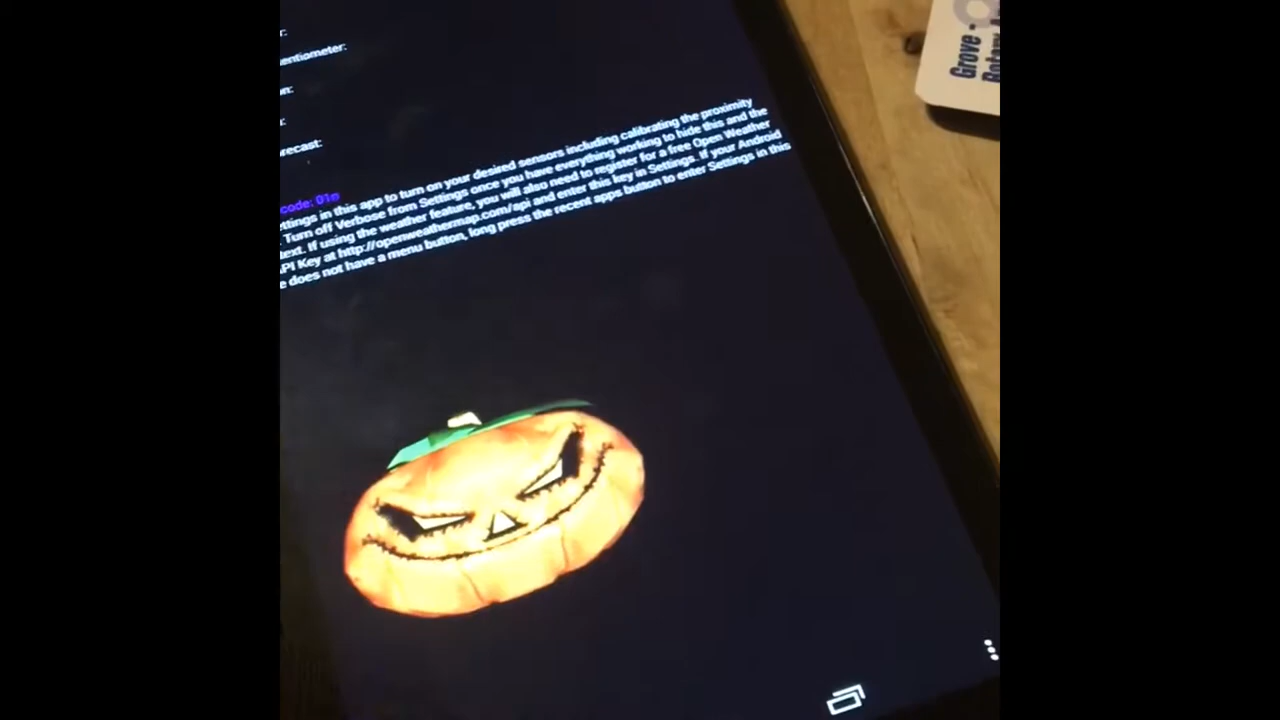 r:
entiometer:
on:
:
recast:
code: 01n
ettings in this app to turn on your desired sensors including calibrating the proximity
. Turn off Verbose from Settings once you have everything working to hide this and the
text. If using the weather feature, you will also need to register for a free Open Weather
API Key at http://openweathermap.com/api and enter this key in Settings. If your Android
e does not have a menu button, long press the recent apps button to enter Settings in this
Grove -
Rotary